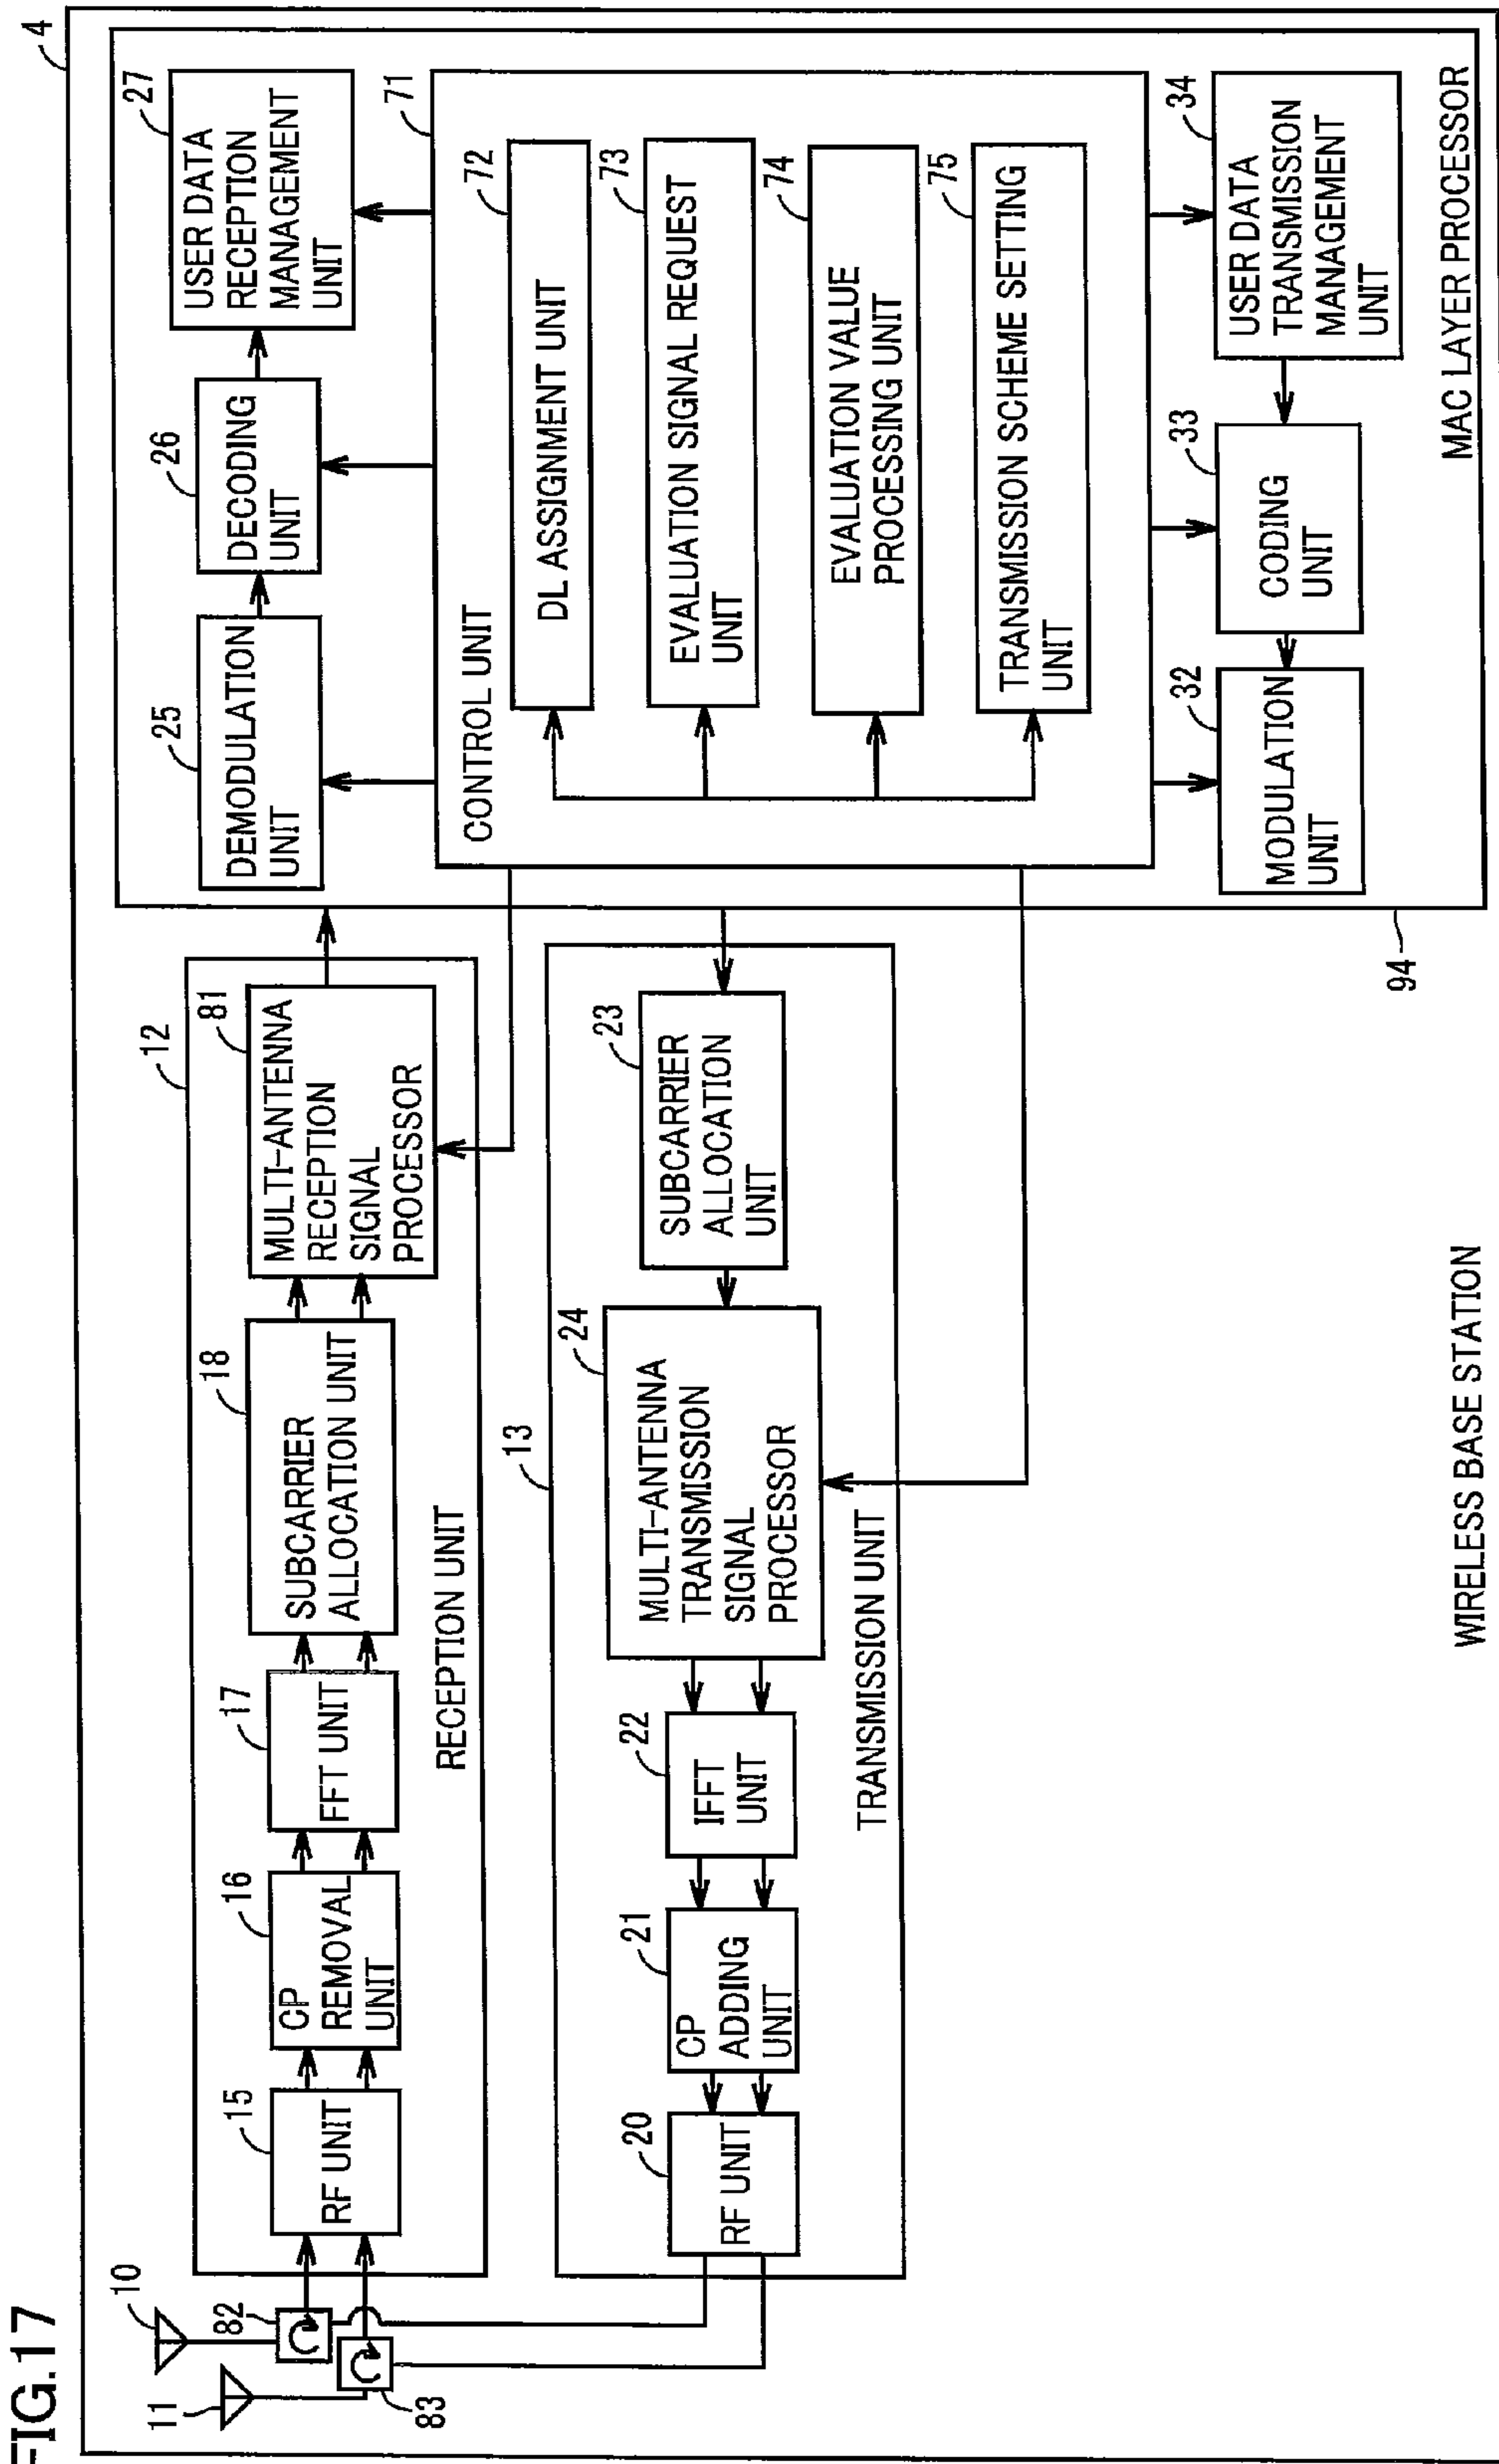 FIG.17
4
10
11
82
83
12
15
RF UNIT
16
CP
REMOVAL
UNIT
17
FFT UNIT
18
SUBCARRIER
ALLOCATION UNIT
81
MULTI-ANTENNA
RECEPTION
SIGNAL
PROCESSOR
RECEPTION UNIT
13
20
RF UNIT
21
CP
ADDING
UNIT
22
IFFT
UNIT
24
MULTI-ANTENNA
TRANSMISSION
SIGNAL
PROCESSOR
23
SUBCARRIER
ALLOCATION
UNIT
TRANSMISSION UNIT
25
DEMODULATION
UNIT
26
DECODING
UNIT
27
USER DATA
RECEPTION
MANAGEMENT
UNIT
71
CONTROL UNIT
72
DL ASSIGNMENT UNIT
73
EVALUATION SIGNAL REQUEST
UNIT
74
EVALUATION VALUE
PROCESSING UNIT
75
TRANSMISSION SCHEME SETTING
UNIT
32
MODULATION
UNIT
33
CODING
UNIT
34
USER DATA
TRANSMISSION
MANAGEMENT
UNIT
MAC LAYER PROCESSOR
94
WIRELESS BASE STATION